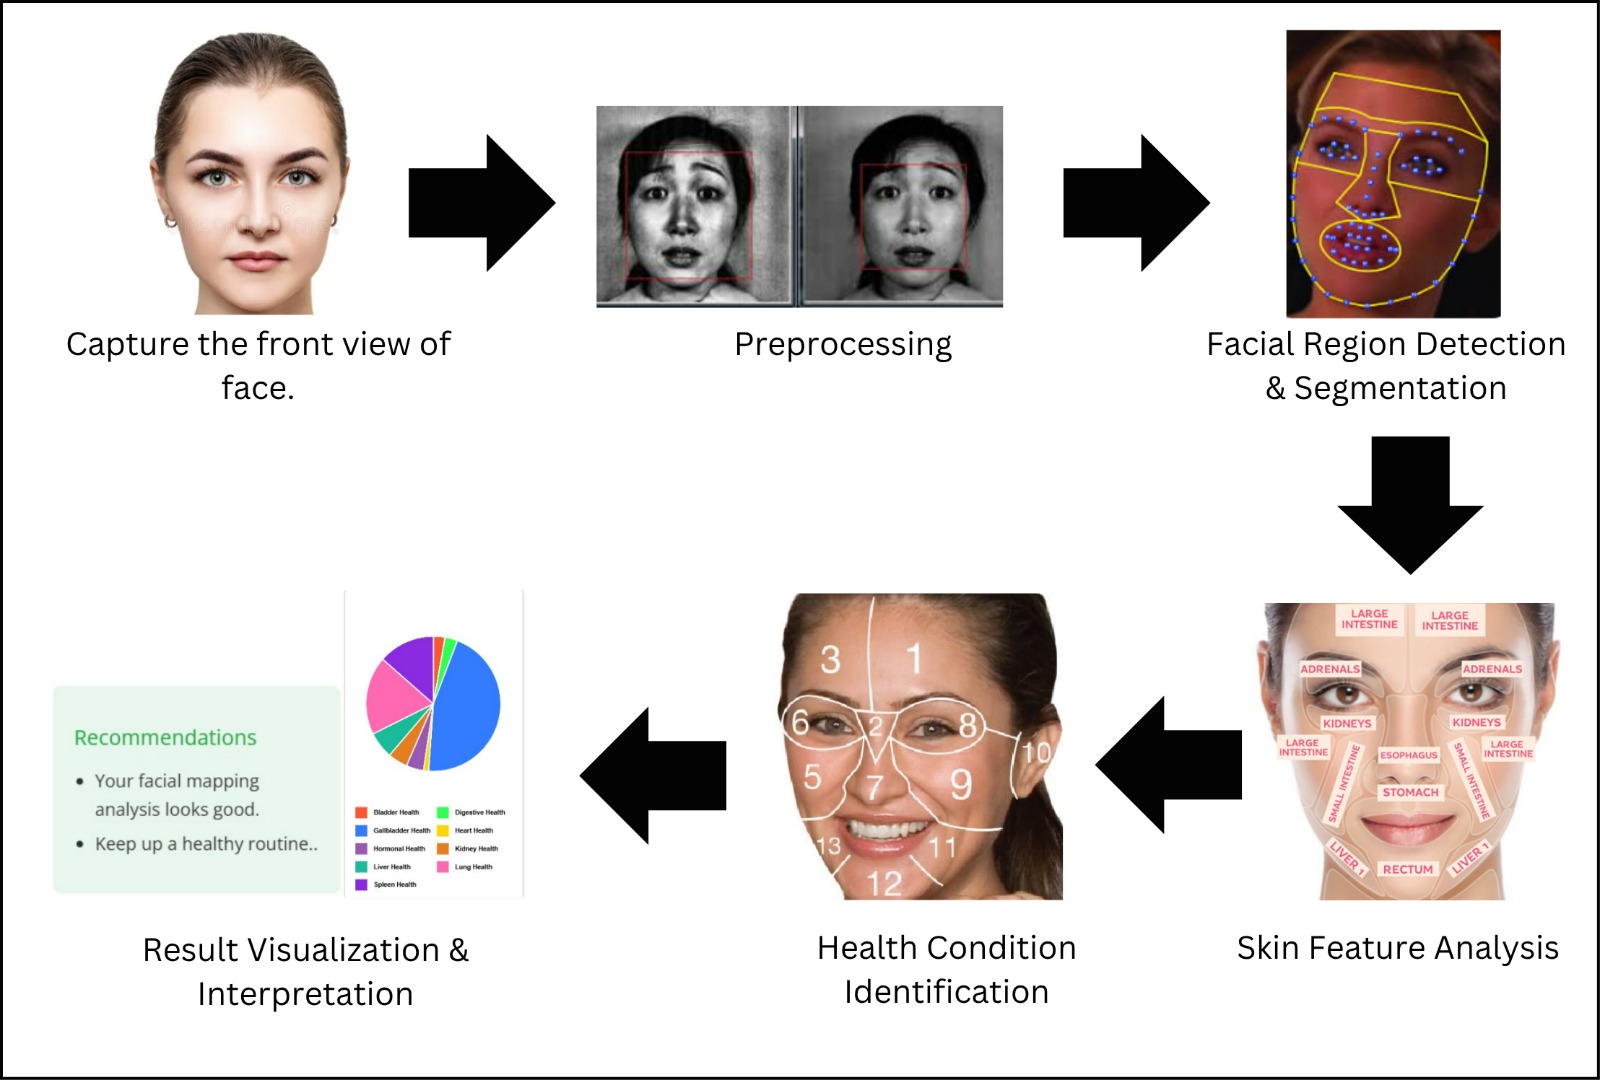 Capture the front view of
face.
Preprocessing
Facial Region Detection
& Segmentation
LARGE
INTESTINE
LARGE
INTESTINE
ADRENALS
ADRENALS
KIDNEYS
KIDNEYS
LARGE
INTESTINE
SMALL INTESTINE
ESOPHAGUS
SMALL INTESTINE
LARGE
INTESTINE
STOMACH
LIVER 1
RECTUM
LIVER 1
Skin Feature Analysis
3
1
6
2
8
10
5
7
9
13
11
12
Health Condition
Identification
Recommendations
• Your facial mapping
analysis looks good.
• Keep up a healthy routine..
Bladder Health
Digestive Health
Gallbladder Health
Heart Health
Hormonal Health
Kidney Health
Liver Health
Lung Health
Spleen Health
Result Visualization &
Interpretation